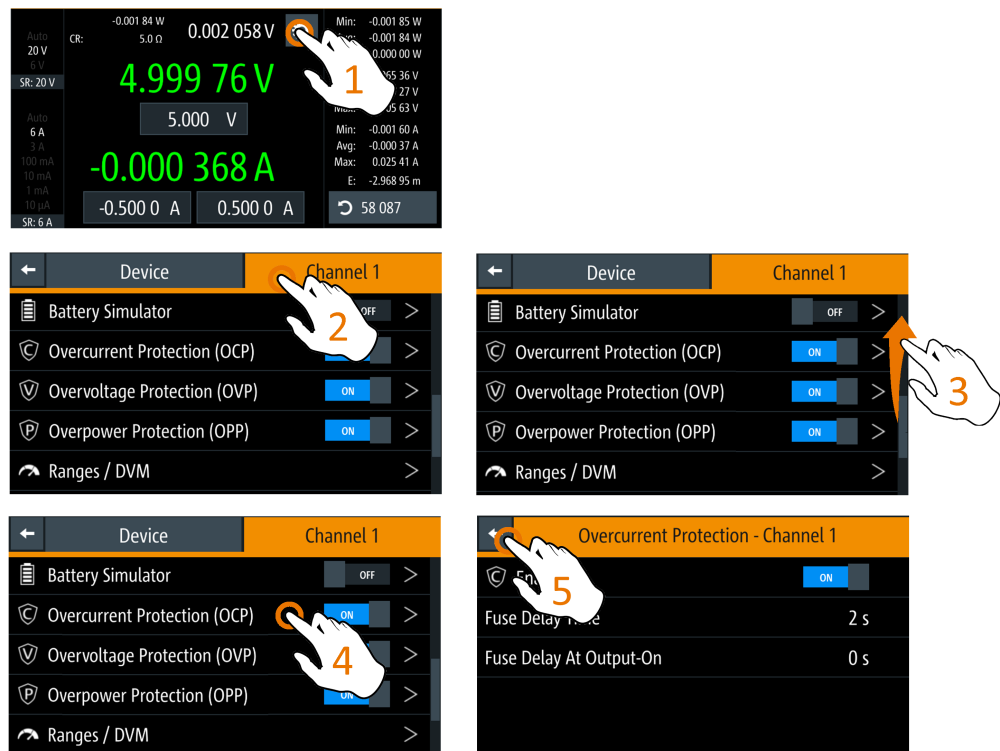 -0.001 84 W
CR: 5.0 Ω 0.002 058 V
Auto
20 V
6 V
SR: 20 V
4.999 76 V
5.000 V
Auto
6 A
3 A
100 mA
10 mA
1 mA
10 µA
SR: 6 A
-0.000 368 A
-0.500 0 A 0.500 0 A
Min: -0.001 85 W
-0.001 84 W
0.000 00 W
65 36 V
27 V
05 63 V
Min: -0.001 60 A
Avg: -0.000 37 A
Max: 0.025 41 A
E: -2.968 95 m
58 087
1
Device Channel 1
Battery Simulator OFF >
Overcurrent Protection (OCP) >
Overvoltage Protection (OVP) ON >
Overpower Protection (OPP) ON >
Ranges / DVM >
2
Device Channel 1
Battery Simulator OFF >
Overcurrent Protection (OCP) ON >
Overvoltage Protection (OVP) ON >
Overpower Protection (OPP) ON >
Ranges / DVM >
3
Device Channel 1
Battery Simulator OFF >
Overcurrent Protection (OCP) ON >
Overvoltage Protection (OVP) >
Overpower Protection (OPP) ON >
Ranges / DVM >
4
Overcurrent Protection - Channel 1
ON
Fuse Delay 2 s
Fuse Delay At Output-On 0 s
5